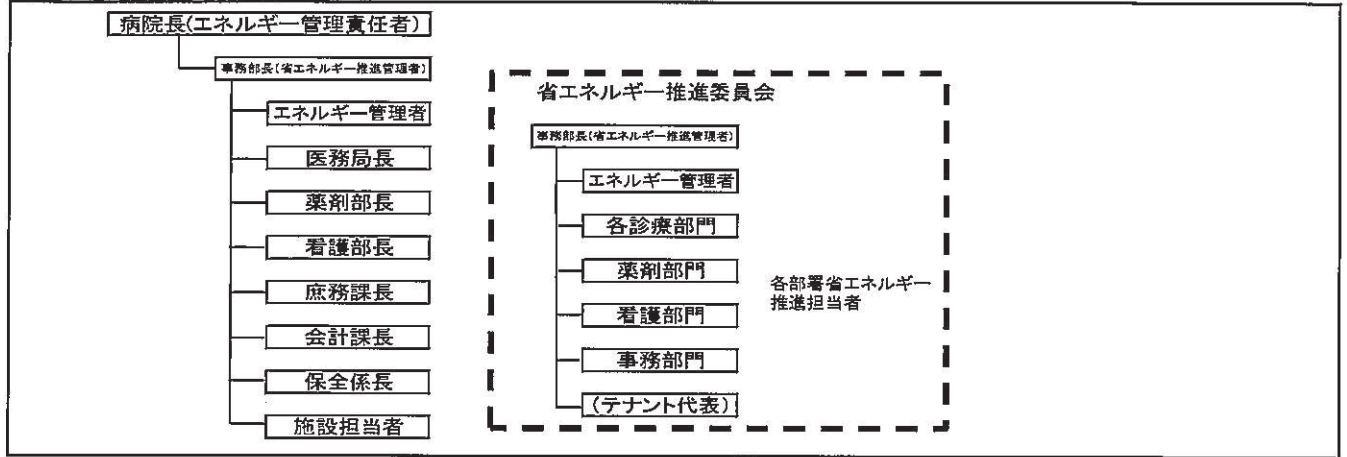 病院長(エネルギー管理責任者)
事務部長(省エネルギー推進管理者)
エネルギー管理者
医務局長
薬剤部長
看護部長
庶務課長
会計課長
保全係長
施設担当者
省エネルギー推進委員会
事務部長(省エネルギー推進管理者)
エネルギー管理者
各診療部門
薬剤部門
看護部門
事務部門
(テナント代表)
各部署省エネルギー
推進担当者